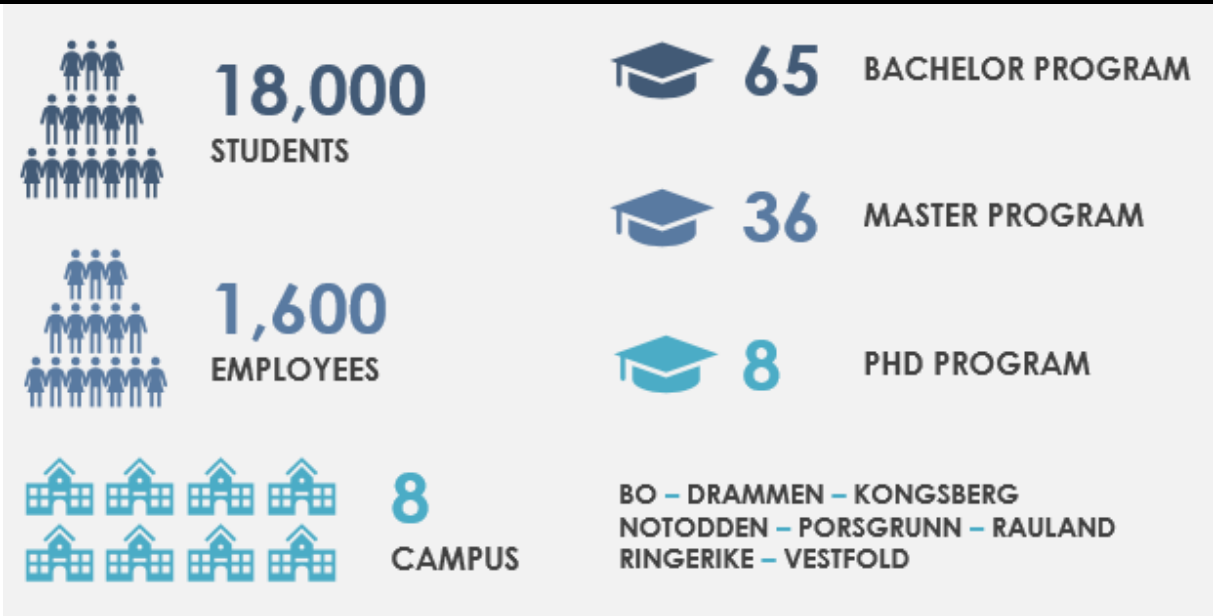 18,000
STUDENTS
1,600
EMPLOYEES
8
CAMPUS
65 BACHELOR PROGRAM
36 MASTER PROGRAM
8 PHD PROGRAM
BO – DRAMMEN – KONGSBERG
NOTODDEN – PORSGRUNN – RAULAND
RINGERIKE – VESTFOLD